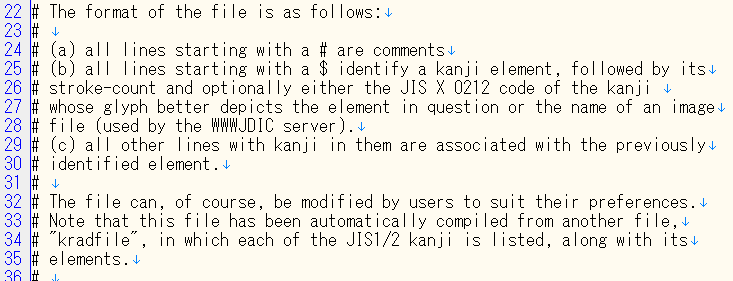 22 # The format of the file is as follows:↓
23 # ↓
24 # (a) all lines starting with a # are comments↓
25 # (b) all lines starting with a $ identify a kanji element, followed by its↓
26 # stroke-count and optionally either the JIS X 0212 code of the kanji ↓
27 # whose glyph better depicts the element in question or the name of an image↓
28 # file (used by the WWWJDIC server).↓
29 # (c) all other lines with kanji in them are associated with the previously↓
30 # identified element.↓
31 # ↓
32 # The file can, of course, be modified by users to suit their preferences.↓
33 # Note that this file has been automatically compiled from another file,↓
34 # "kradfile", in which each of the JIS1/2 kanji is listed, along with its↓
35 # elements.↓
36 # ↓